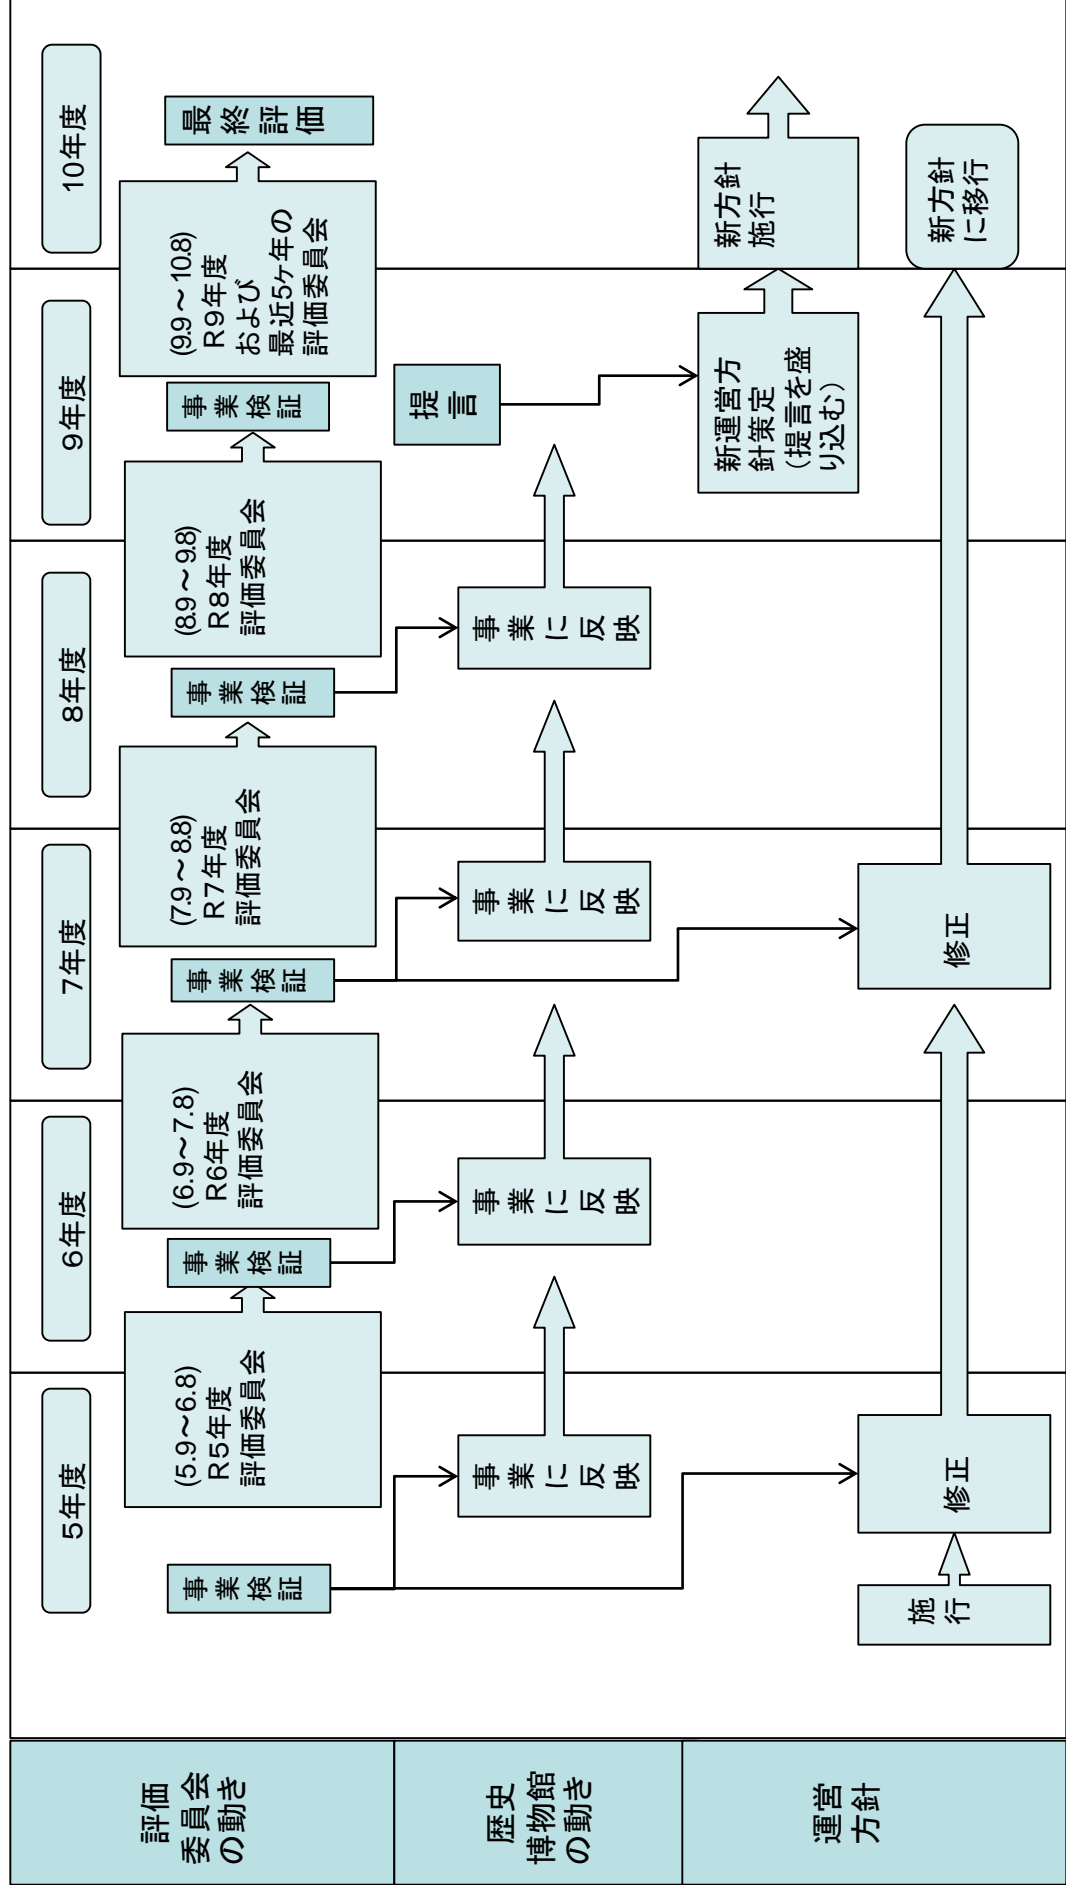 5年度
6年度
7年度
8年度
9年度
10年度
評価
委員会
の動き
事業検証
(5.9～6.8)
R5年度
評価委員会
事業検証
(6.9～7.8)
R6年度
評価委員会
事業検証
(7.9～8.8)
R7年度
評価委員会
事業検証
(8.9～9.8)
R8年度
評価委員会
事業検証
(9.9～10.8)
R9年度
および
最近5ヶ年の
評価委員会
最終評価
歴史
博物館
の動き
事業に反映
事業に反映
事業に反映
事業に反映
提言
運営
方針
施行
修正
修正
新運営方
針策定
（提言を盛
り込む）
新方針
施行
新方針
に移行